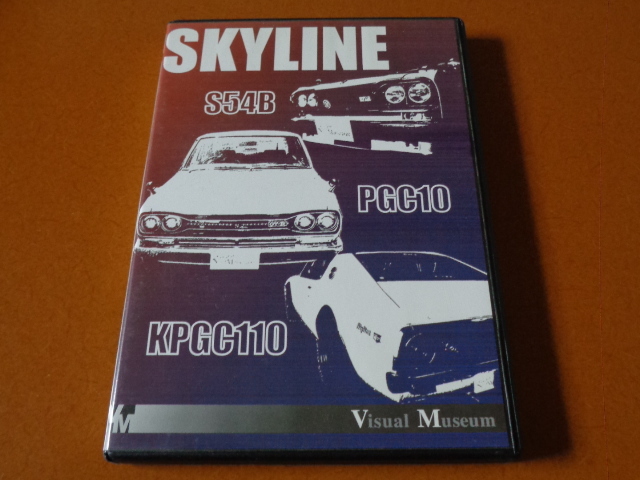 SKYLINE
S54B
PGC10
KPGC110
VM
Visual Museum